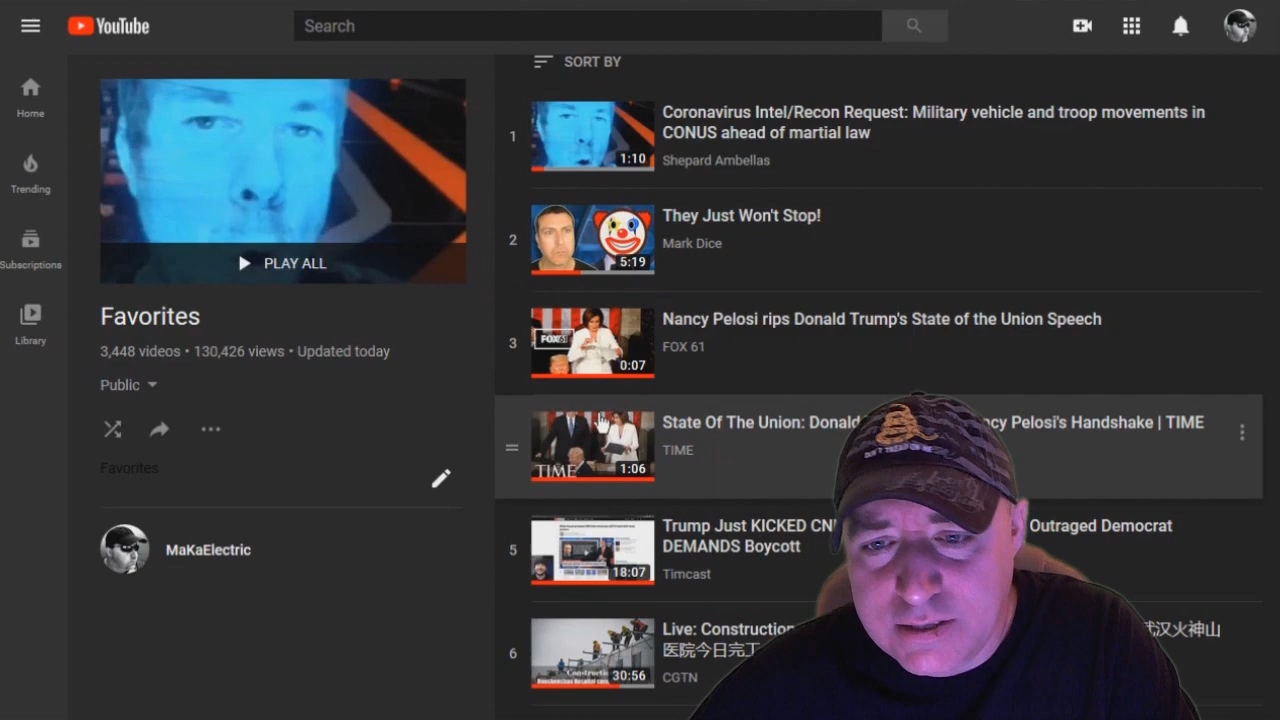 YouTube
Search
Home
Trending
Subscriptions
Library
PLAY ALL
Favorites
3,448 videos • 130,426 views • Updated today
Public
Favorites
MaKaElectric
SORT BY
1
1:10
Coronavirus Intel/Recon Request: Military vehicle and troop movements in
CONUS ahead of martial law
Shepard Ambellas
2
5:19
They Just Won't Stop!
Mark Dice
3
FOX61
0:07
Nancy Pelosi rips Donald Trump's State of the Union Speech
FOX 61
TIME
1:06
State Of The Union: Donald Pelosi's Handshake | TIME
TIME
5
18:07
Trump Just KICKED Outraged Democrat
DEMANDS Boycott
Timcast
6
30:56
Live: Construction 汉火神山
医院今日完工
CGTN